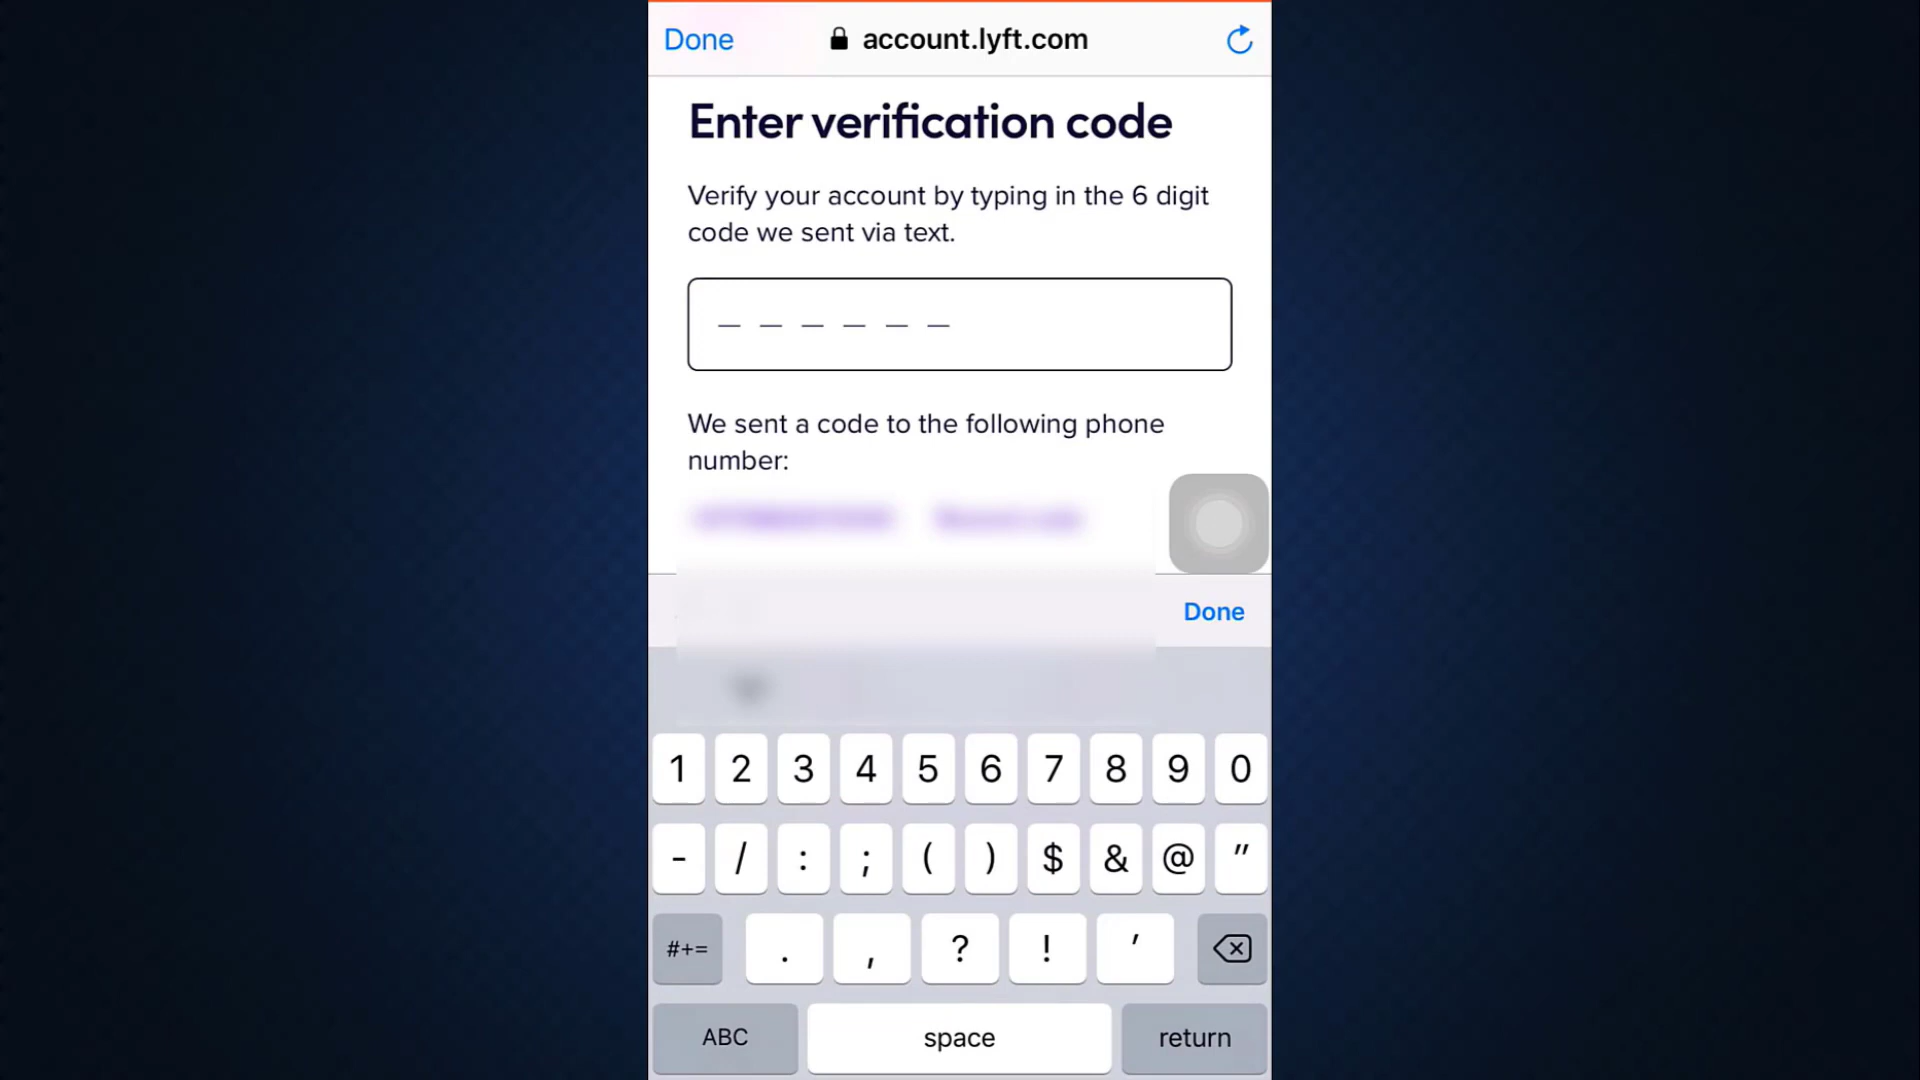 Done account.lyft.com
Enter verification code
Verify your account by typing in the 6 digit
code we sent via text.
_ _ _ _ _ _
We sent a code to the following phone
number:
Done
1 2 3 4 5 6 7 8 9 0
- / : ; ( ) $ & @ "
#+= . , ? ! '
ABC space return